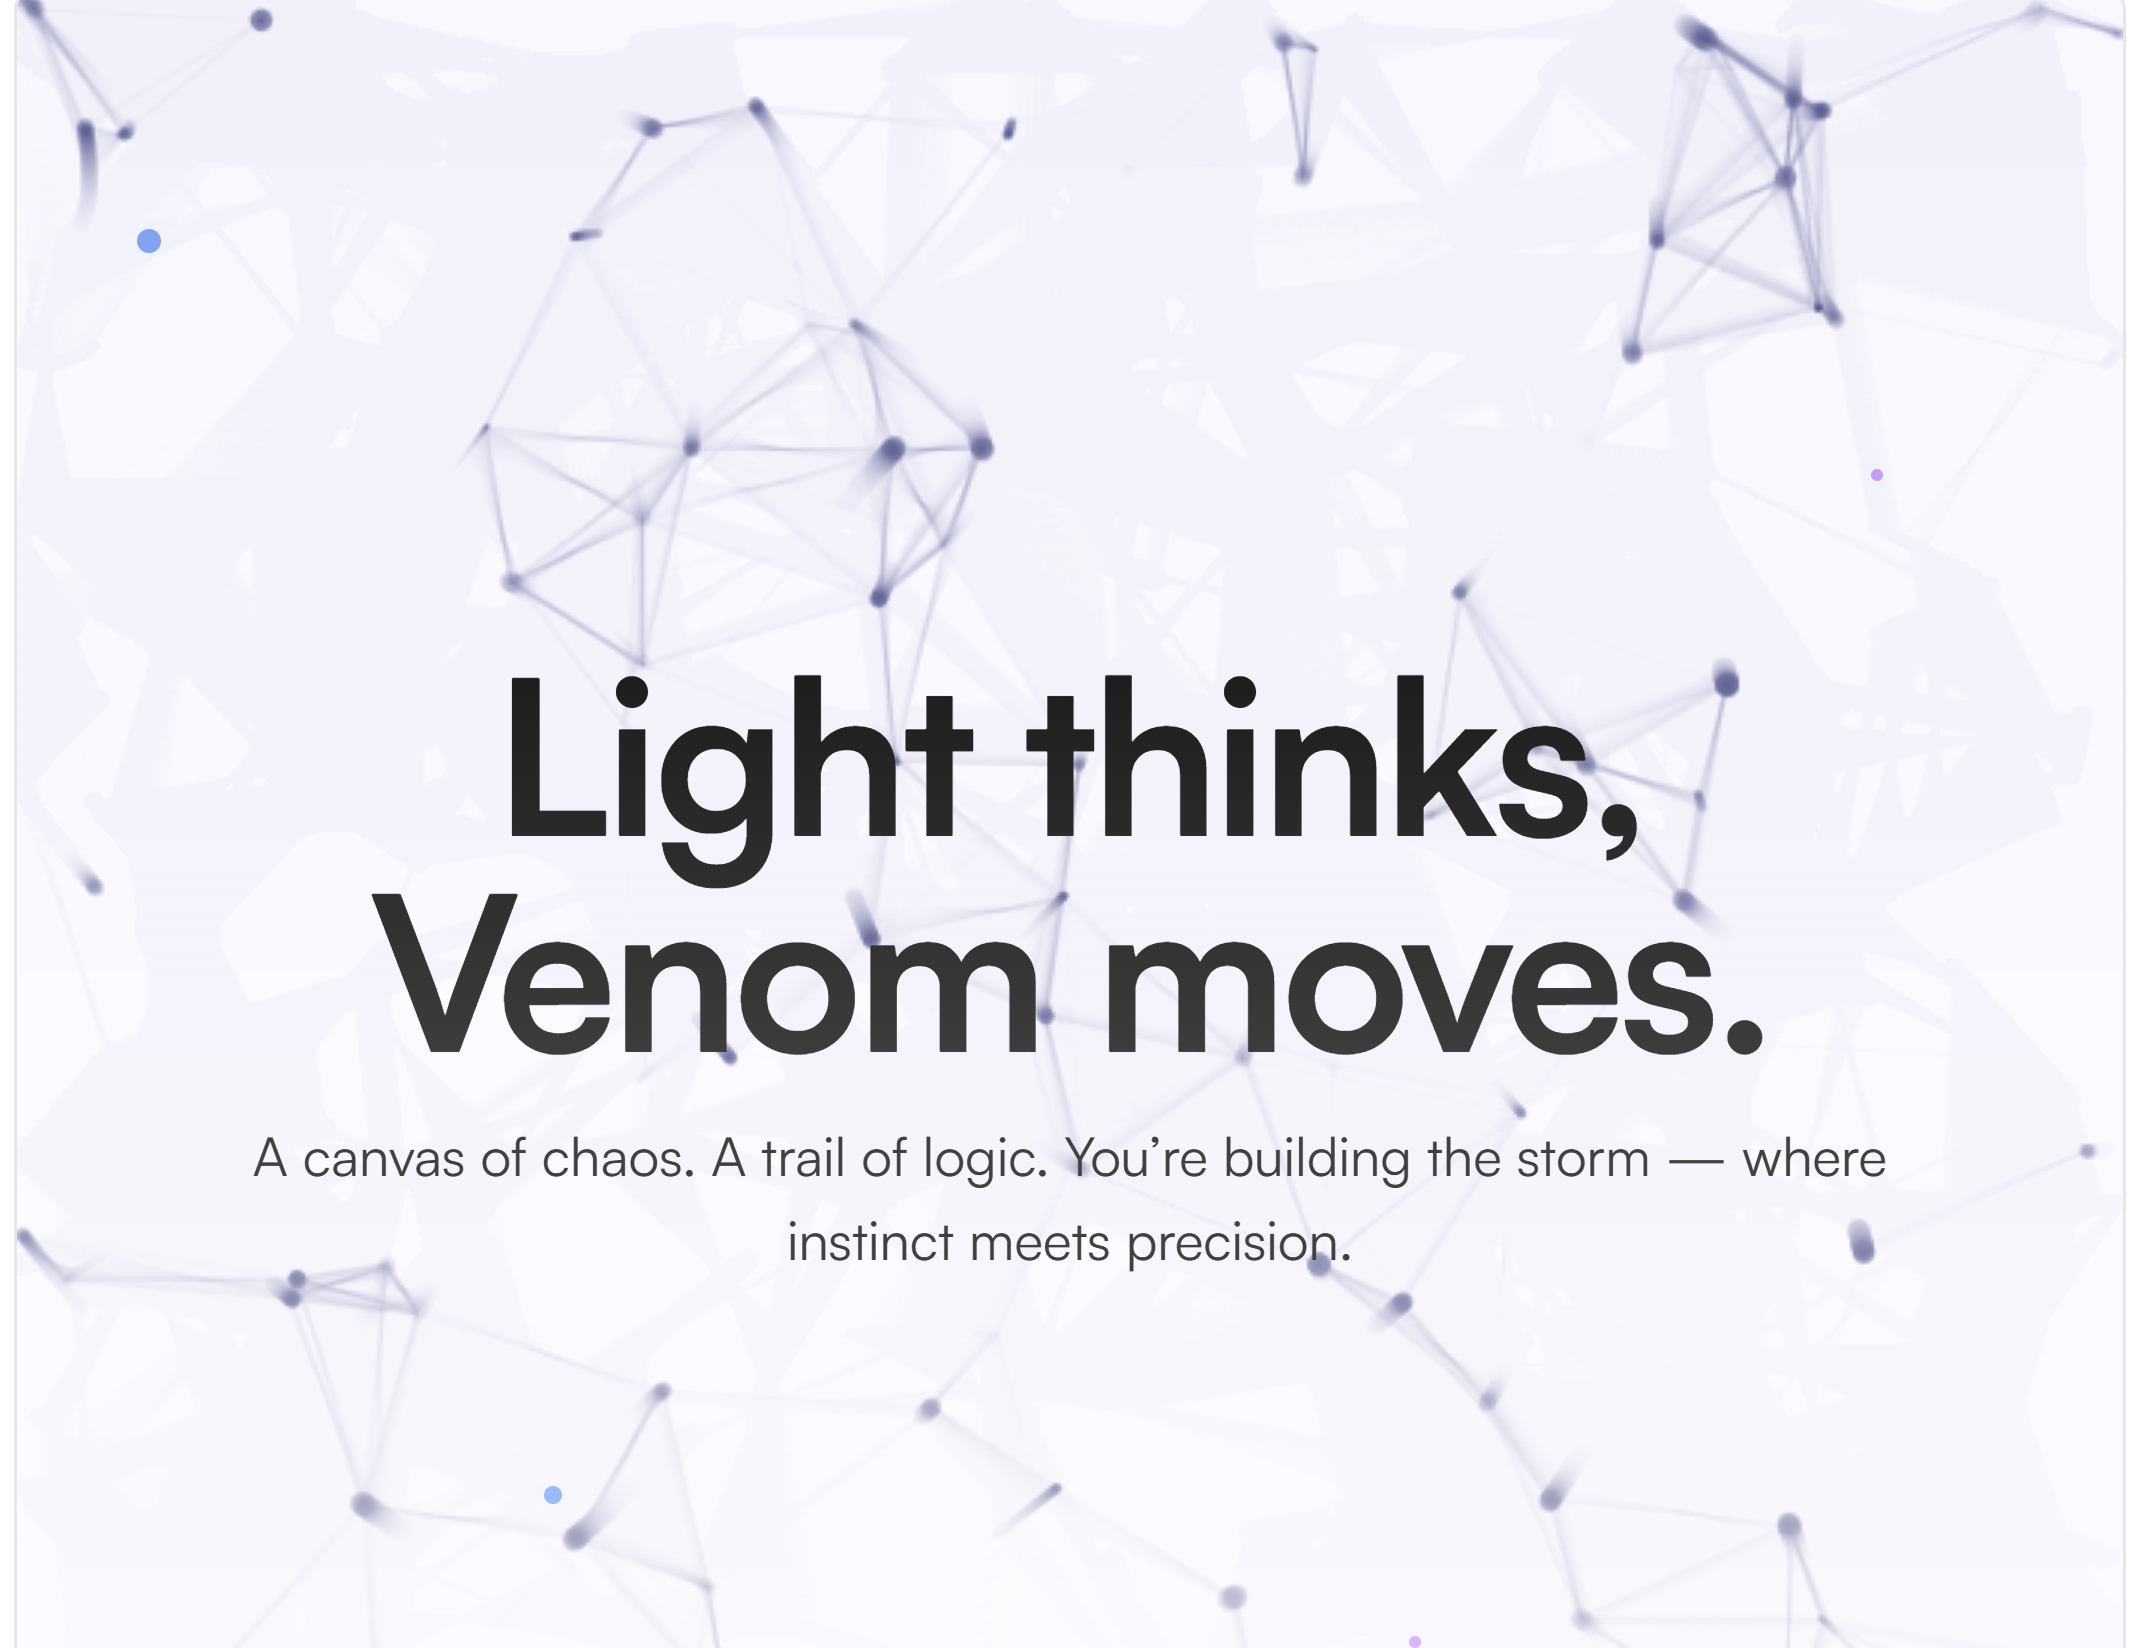 Light thinks,
Venom moves.
A canvas of chaos. A trail of logic. You’re building the storm — where
instinct meets precision.